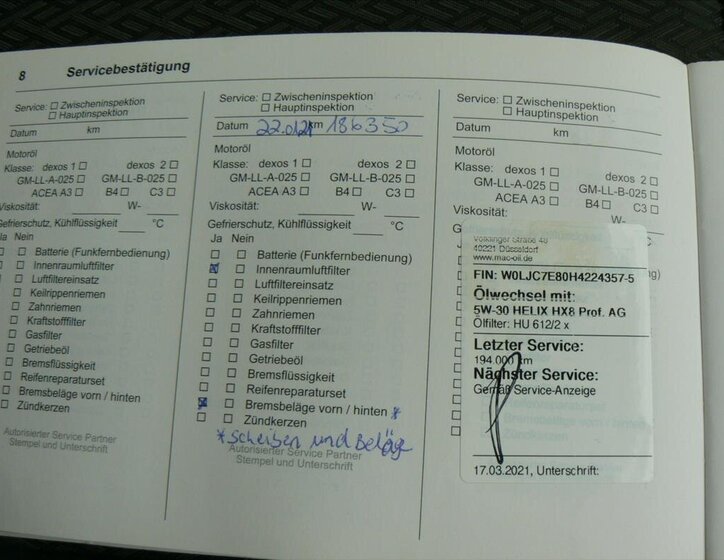 8 Servicebestätigung
Service: ☐ Zwischeninspektion
☐ Hauptinspektion
Datum km
Motoröl
Klasse: dexos 1 ☐ dexos 2 ☐
GM-LL-A-025 ☐ GM-LL-B-025 ☐
ACEA A3 ☐ B4 ☐ C3 ☐
Viskosität: W-
Gefrierschutz, Kühlflüssigkeit °C
Ja Nein
☐ Batterie (Funkfernbedienung)
☐ Innenraumluftfilter
☐ Luftfiltereinsatz
☐ Keilrippenriemen
☐ Zahnriemen
☐ Kraftstofffilter
☐ Gasfilter
☐ Getriebeöl
☐ Bremsflüssigkeit
☐ Reifenreparaturset
☐ Bremsbeläge vorn / hinten
☐ Zündkerzen
Autorisierter Service Partner
Stempel und Unterschrift
Service: ☐ Zwischeninspektion
☐ Hauptinspektion
Datum 22.01.21 km 186350
Motoröl
Klasse: dexos 1 ☐ dexos 2 ☐
GM-LL-A-025 ☐ GM-LL-B-025 ☐
ACEA A3 ☐ B4 ☐ C3 ☐
Viskosität: W-
Gefrierschutz, Kühlflüssigkeit °C
Ja Nein
☐ ☐ Batterie (Funkfernbedienung)
☒ ☐ Innenraumluftfilter
☐ ☐ Luftfiltereinsatz
☐ ☐ Keilrippenriemen
☐ ☐ Zahnriemen
☐ ☐ Kraftstofffilter
☐ ☐ Gasfilter
☐ ☐ Getriebeöl
☐ ☐ Bremsflüssigkeit
☐ ☐ Reifenreparaturset
☒ ☐ Bremsbeläge vorn / hinten *
☐ ☐ Zündkerzen
* Scheiben und Beläge
Autorisierter Service Partner
Stempel und Unterschrift
Service: ☐ Zwischeninspektion
☐ Hauptinspektion
Datum km
Motoröl
Klasse: dexos 1 ☐ dexos 2 ☐
GM-LL-A-025 ☐ GM-LL-B-025 ☐
ACEA A3 ☐ B4 ☐ C3 ☐
Viskosität: W-
40221 Düsseldorf
www.mac-oil.de
FIN: W0LJC7E80H4224357-5
Ölwechsel mit:
5W-30 HELIX HX8 Prof. AG
Ölfilter: HU 612/2 x
Letzter Service:
194.000 km
Nächster Service:
Gemäß Service-Anzeige
17.03.2021, Unterschrift: